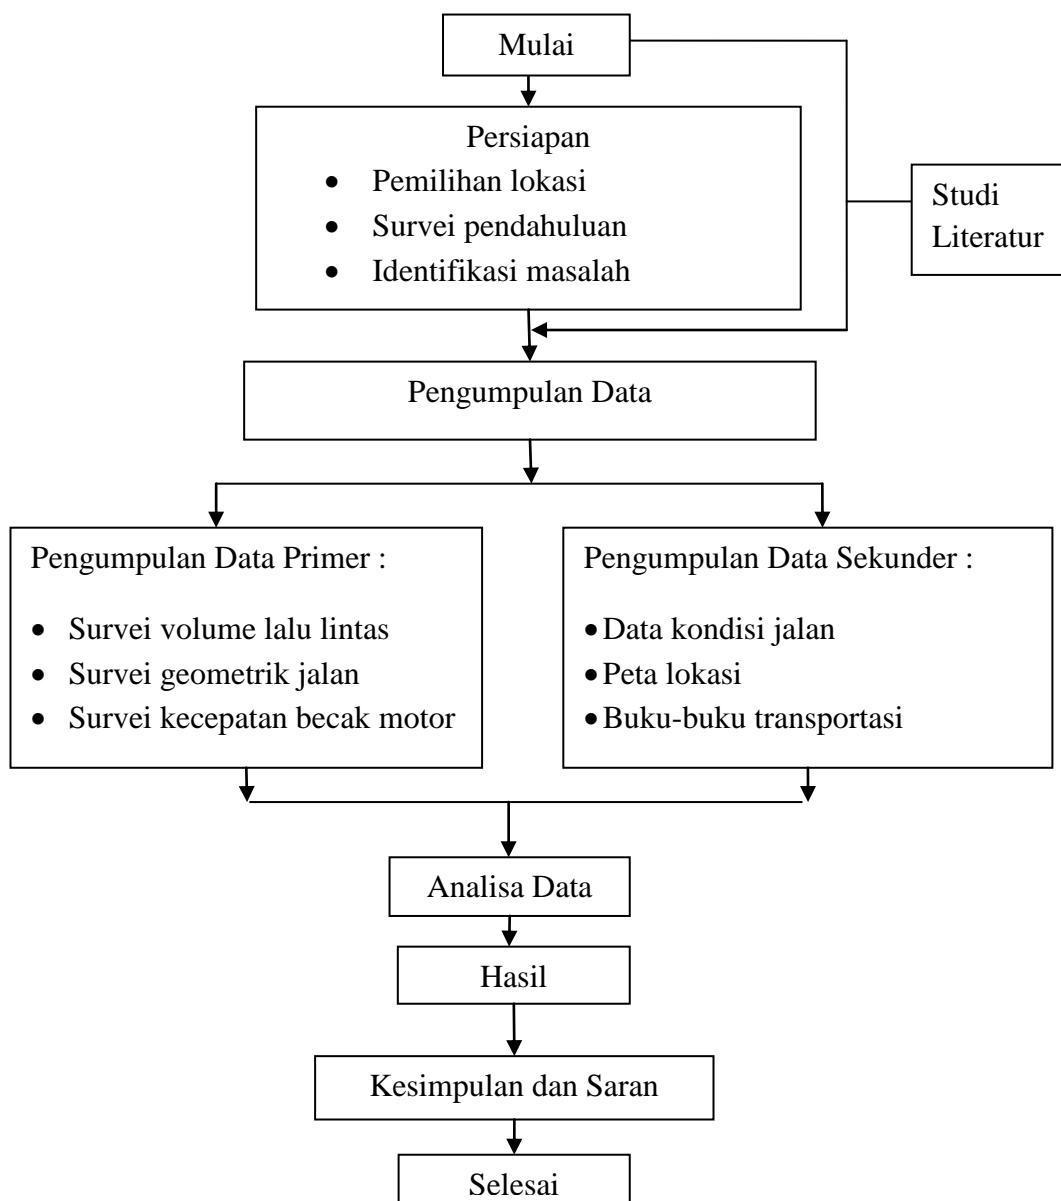 Mulai
Persiapan
• Pemilihan lokasi
• Survei pendahuluan
• Identifikasi masalah
Studi
Literatur
Pengumpulan Data
Pengumpulan Data Primer :
• Survei volume lalu lintas
• Survei geometrik jalan
• Survei kecepatan becak motor
Pengumpulan Data Sekunder :
• Data kondisi jalan
• Peta lokasi
• Buku-buku transportasi
Analisa Data
Hasil
Kesimpulan dan Saran
Selesai